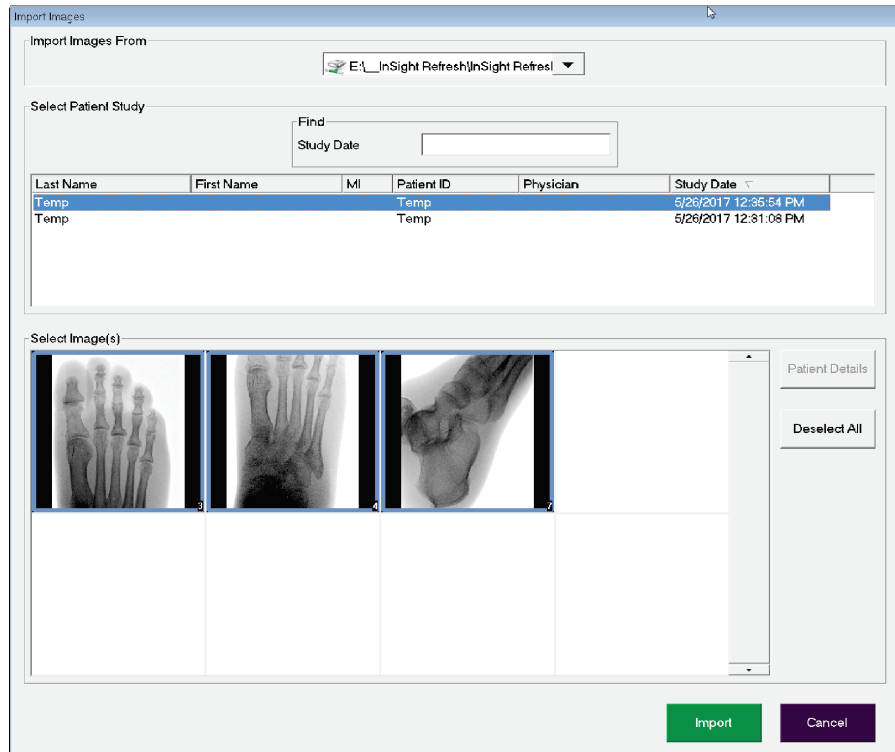 Import Images
Import Images From
E:\__InSight Refresh\InSight Refresl
Select Patient Study
Find
Study Date
Last Name First Name MI Patient ID Physician Study Date
Temp Temp 5/26/2017 12:35:54 PM
Temp Temp 5/26/2017 12:31:08 PM
Select Image(s)
3 4 7
Patient Details
Deselect All
Import Cancel